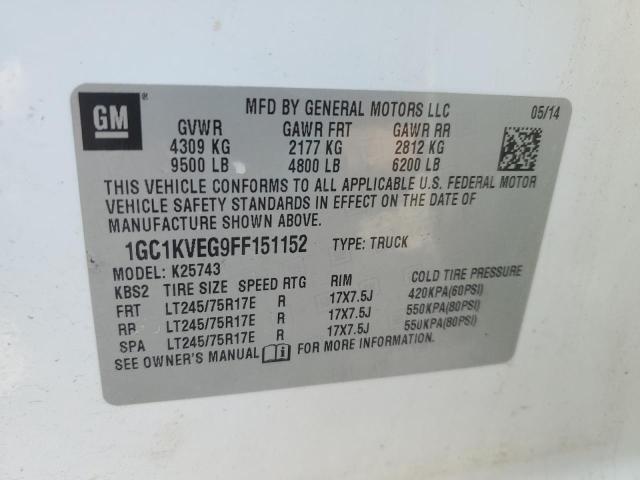 GM ®
MFD BY GENERAL MOTORS LLC 05/14
GVWR GAWR FRT GAWR RR
4309 KG 2177 KG 2812 KG
9500 LB 4800 LB 6200 LB
THIS VEHICLE CONFORMS TO ALL APPLICABLE U.S. FEDERAL MOTOR
VEHICLE SAFETY STANDARDS IN EFFECT ON THE DATE OF
MANUFACTURE SHOWN ABOVE.
1GC1KVEG9FF151152 TYPE: TRUCK
MODEL: K25743
KBS2 TIRE SIZE SPEED RTG RIM COLD TIRE PRESSURE
FRT LT245/75R17E R 17X7.5J 420KPA(60PSI)
RR LT245/75R17E R 17X7.5J 550KPA(80PSI)
SPA LT245/75R17E R 17X7.5J 550KPA(80PSI)
SEE OWNER'S MANUAL i FOR MORE INFORMATION.